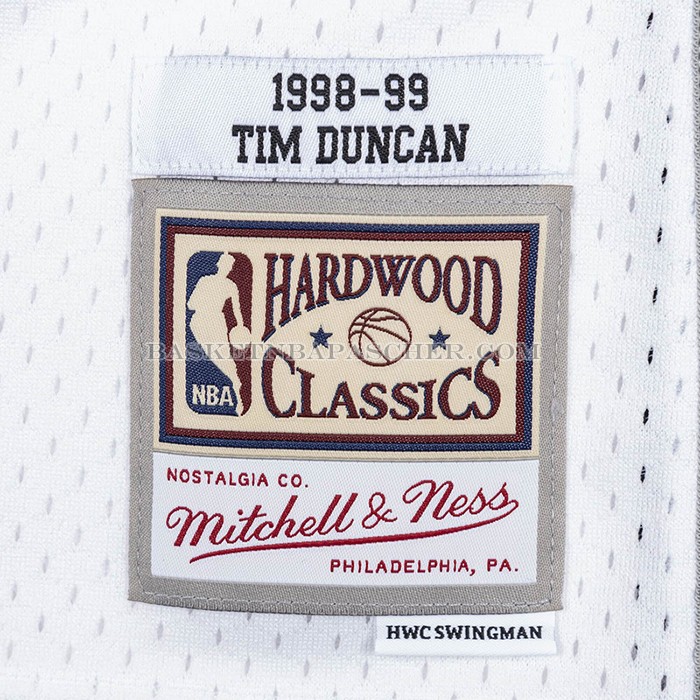 1998-99
TIM DUNCAN
HARDWOOD
BASKETNBAPASCHER.COM
NBA
CLASSICS
NOSTALGIA CO.
Mitchell & Ness
PHILADELPHIA, PA.
HWC SWINGMAN